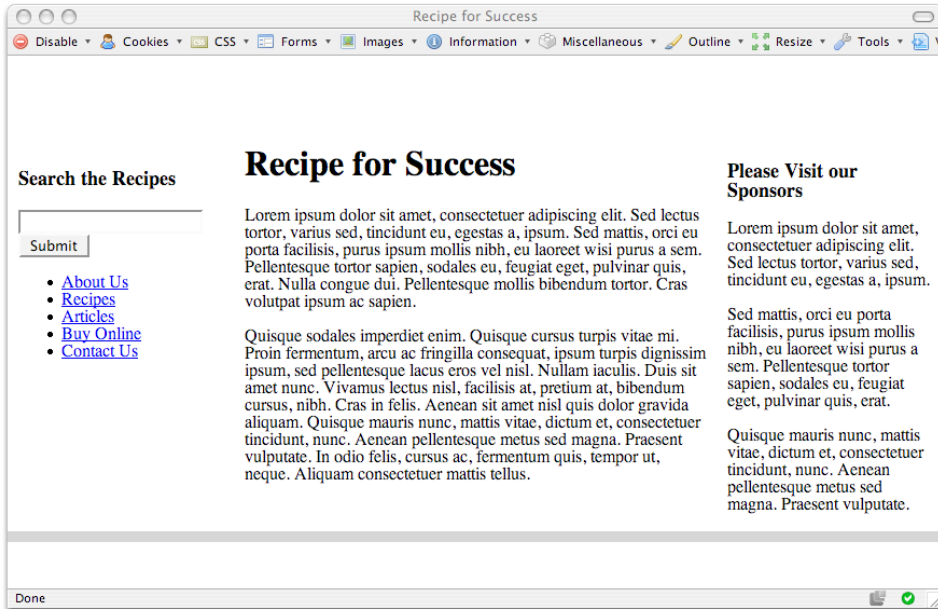 Recipe for Success
Disable Cookies CSS Forms Images Information Miscellaneous Outline Resize Tools
Search the Recipes
Submit
About Us
Recipes
Articles
Buy Online
Contact Us
Recipe for Success
Lorem ipsum dolor sit amet, consectetuer adipiscing elit. Sed lectus
tortor, varius sed, tincidunt eu, egestas a, ipsum. Sed mattis, orci eu
porta facilisis, purus ipsum mollis nibh, eu laoreet wisi purus a sem.
Pellentesque tortor sapien, sodales eu, feugiat eget, pulvinar quis,
erat. Nulla congue dui. Pellentesque mollis bibendum tortor. Cras
volutpat ipsum ac sapien.
Quisque sodales imperdiet enim. Quisque cursus turpis vitae mi.
Proin fermentum, arcu ac fringilla consequat, ipsum turpis dignissim
ipsum, sed pellentesque lacus eros vel nisl. Nullam iaculis. Duis sit
amet nunc. Vivamus lectus nisl, facilisis at, pretium at, bibendum
cursus, nibh. Cras in felis. Aenean sit amet nisl quis dolor gravida
aliquam. Quisque mauris nunc, mattis vitae, dictum et, consectetuer
tincidunt, nunc. Aenean pellentesque metus sed magna. Praesent
vulputate. In odio felis, cursus ac, fermentum quis, tempor ut,
neque. Aliquam consectetuer mattis tellus.
Please Visit our
Sponsors
Lorem ipsum dolor sit amet,
consectetuer adipiscing elit.
Sed lectus tortor, varius sed,
tincidunt eu, egestas a, ipsum.
Sed mattis, orci eu porta
facilisis, purus ipsum mollis
nibh, eu laoreet wisi purus a
sem. Pellentesque tortor
sapien, sodales eu, feugiat
eget, pulvinar quis, erat.
Quisque mauris nunc, mattis
vitae, dictum et, consectetuer
tincidunt, nunc. Aenean
pellentesque metus sed
magna. Praesent vulputate.
Done